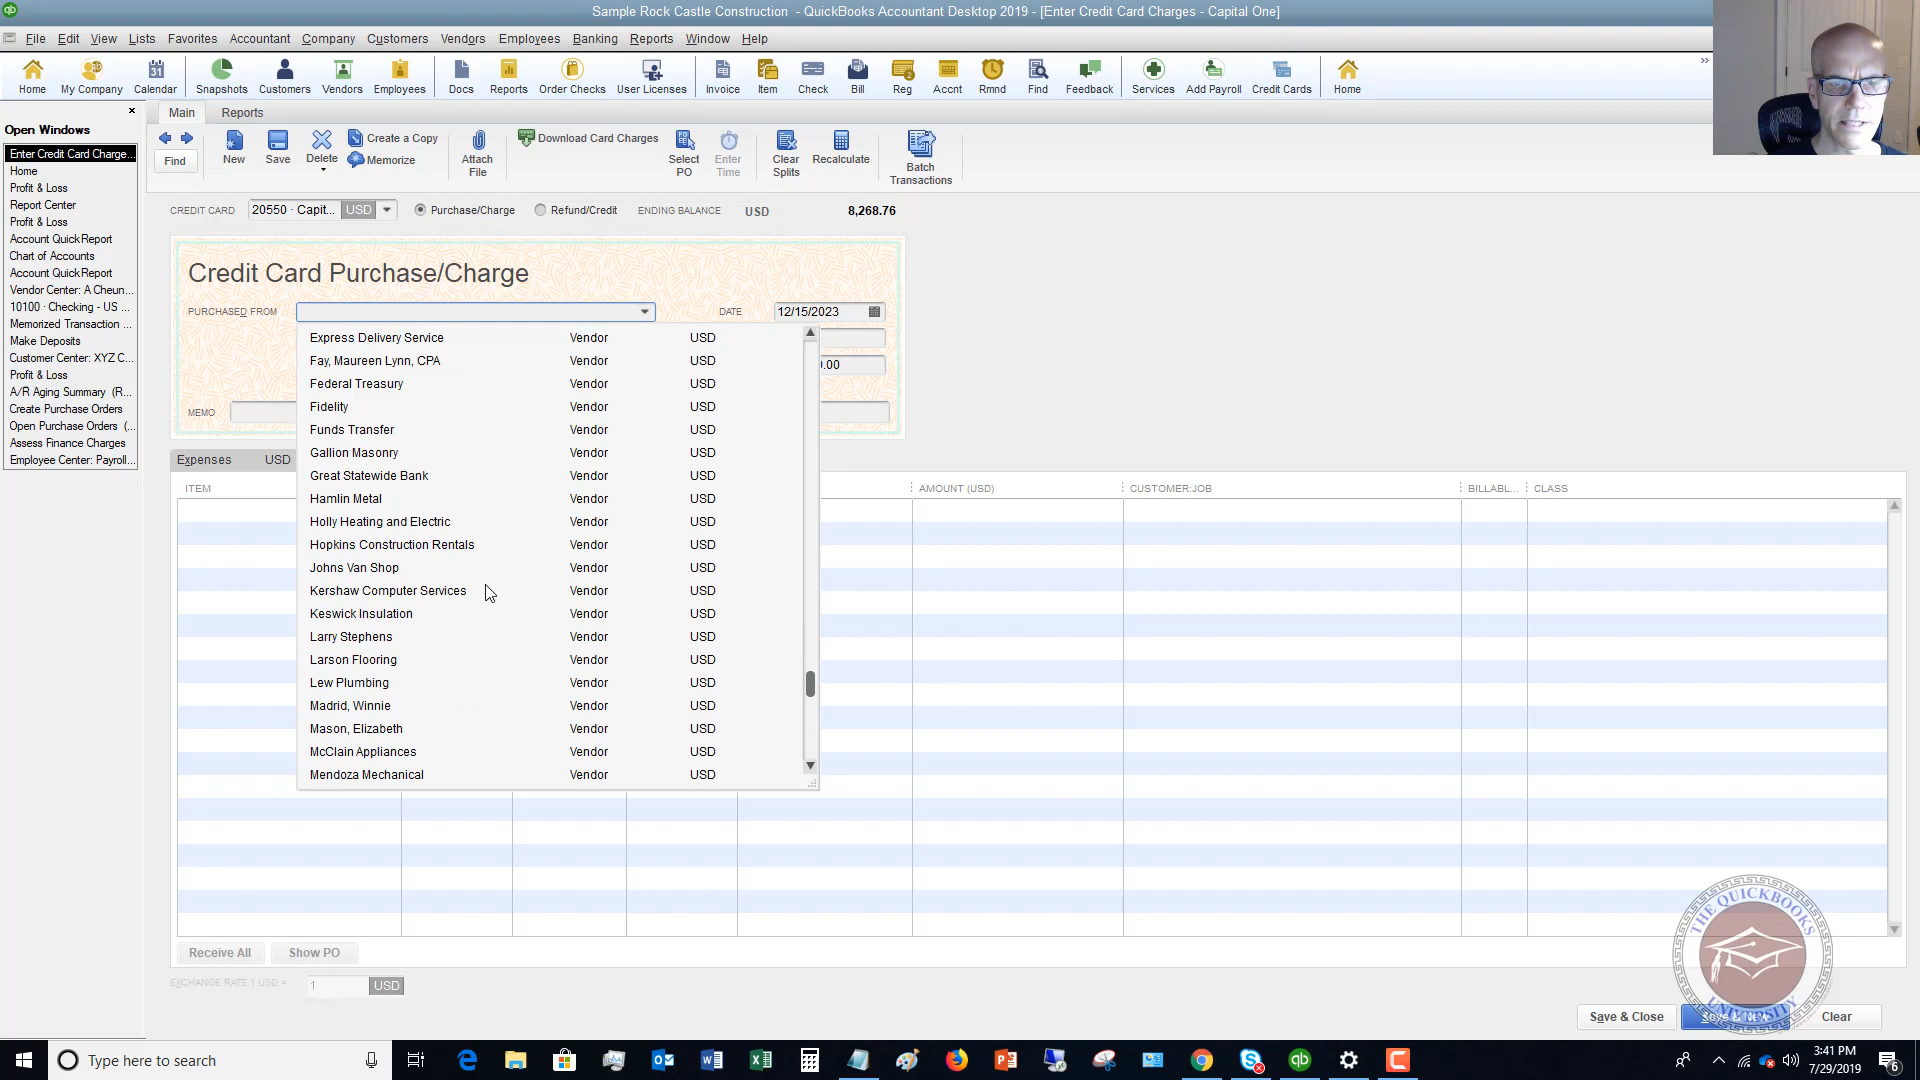 Sample Rock Castle Construction - QuickBooks Accountant Desktop 2019 - [Enter Credit Card Charges - Capital One]
File Edit View Lists Favorites Accountant Company Customers Vendors Employees Banking Reports Window Help
Home My Company Calendar Snapshots Customers Vendors Employees Docs Reports Order Checks User Licenses Invoice Item Check Bill Reg Accnt Rmnd Find Feedback Services Add Payroll Credit Cards Home
Open Windows
Enter Credit Card Charge...
Home
Profit & Loss
Report Center
Profit & Loss
Account QuickReport
Chart of Accounts
Account QuickReport
Vendor Center: A Cheun...
10100 · Checking - US ...
Memorized Transaction ...
Make Deposits
Customer Center: XYZ C...
Profit & Loss
A/R Aging Summary (R...
Create Purchase Orders
Open Purchase Orders (...
Assess Finance Charges
Employee Center: Payroll...
Main Reports
Find New Save Delete Create a Copy Memorize Attach File Download Card Charges Select PO Enter Time Clear Splits Recalculate Batch Transactions
CREDIT CARD 20550 · Capit... USD Purchase/Charge Refund/Credit ENDING BALANCE USD 8,268.76
Credit Card Purchase/Charge
PURCHASED FROM DATE 12/15/2023
.00
MEMO
Expenses USD
Express Delivery Service Vendor USD
Fay, Maureen Lynn, CPA Vendor USD
Federal Treasury Vendor USD
Fidelity Vendor USD
Funds Transfer Vendor USD
Gallion Masonry Vendor USD
Great Statewide Bank Vendor USD
Hamlin Metal Vendor USD
Holly Heating and Electric Vendor USD
Hopkins Construction Rentals Vendor USD
Johns Van Shop Vendor USD
Kershaw Computer Services Vendor USD
Keswick Insulation Vendor USD
Larry Stephens Vendor USD
Larson Flooring Vendor USD
Lew Plumbing Vendor USD
Madrid, Winnie Vendor USD
Mason, Elizabeth Vendor USD
McClain Appliances Vendor USD
Mendoza Mechanical Vendor USD
ITEM AMOUNT (USD) CUSTOMER:JOB BILLABL... CLASS
Receive All Show PO
EXCHANGE RATE 1 USD = 1 USD
Save & Close Save & New Clear
THE QUICKBOOKS UNIVERSITY
Type here to search
3:41 PM
7/29/2019
6